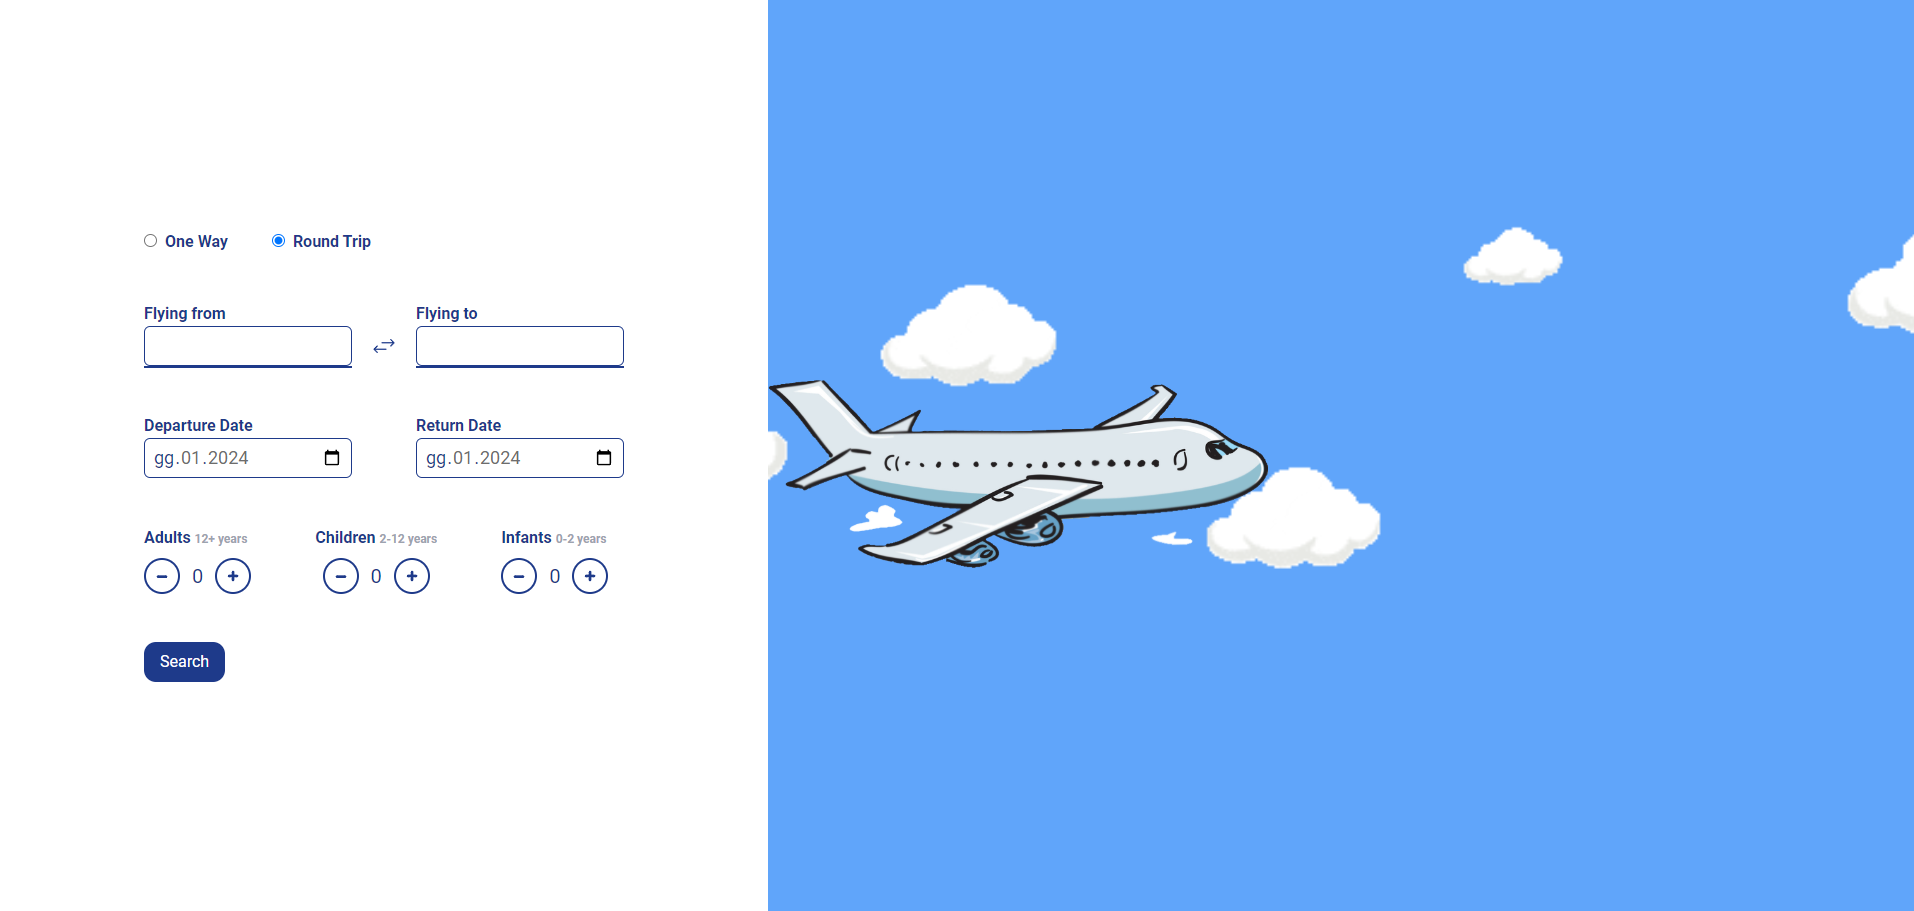 One Way Round Trip
Flying from Flying to
Departure Date Return Date
gg.01.2024 gg.01.2024
Adults 12+ years Children 2-12 years Infants 0-2 years
0 0 0
Search